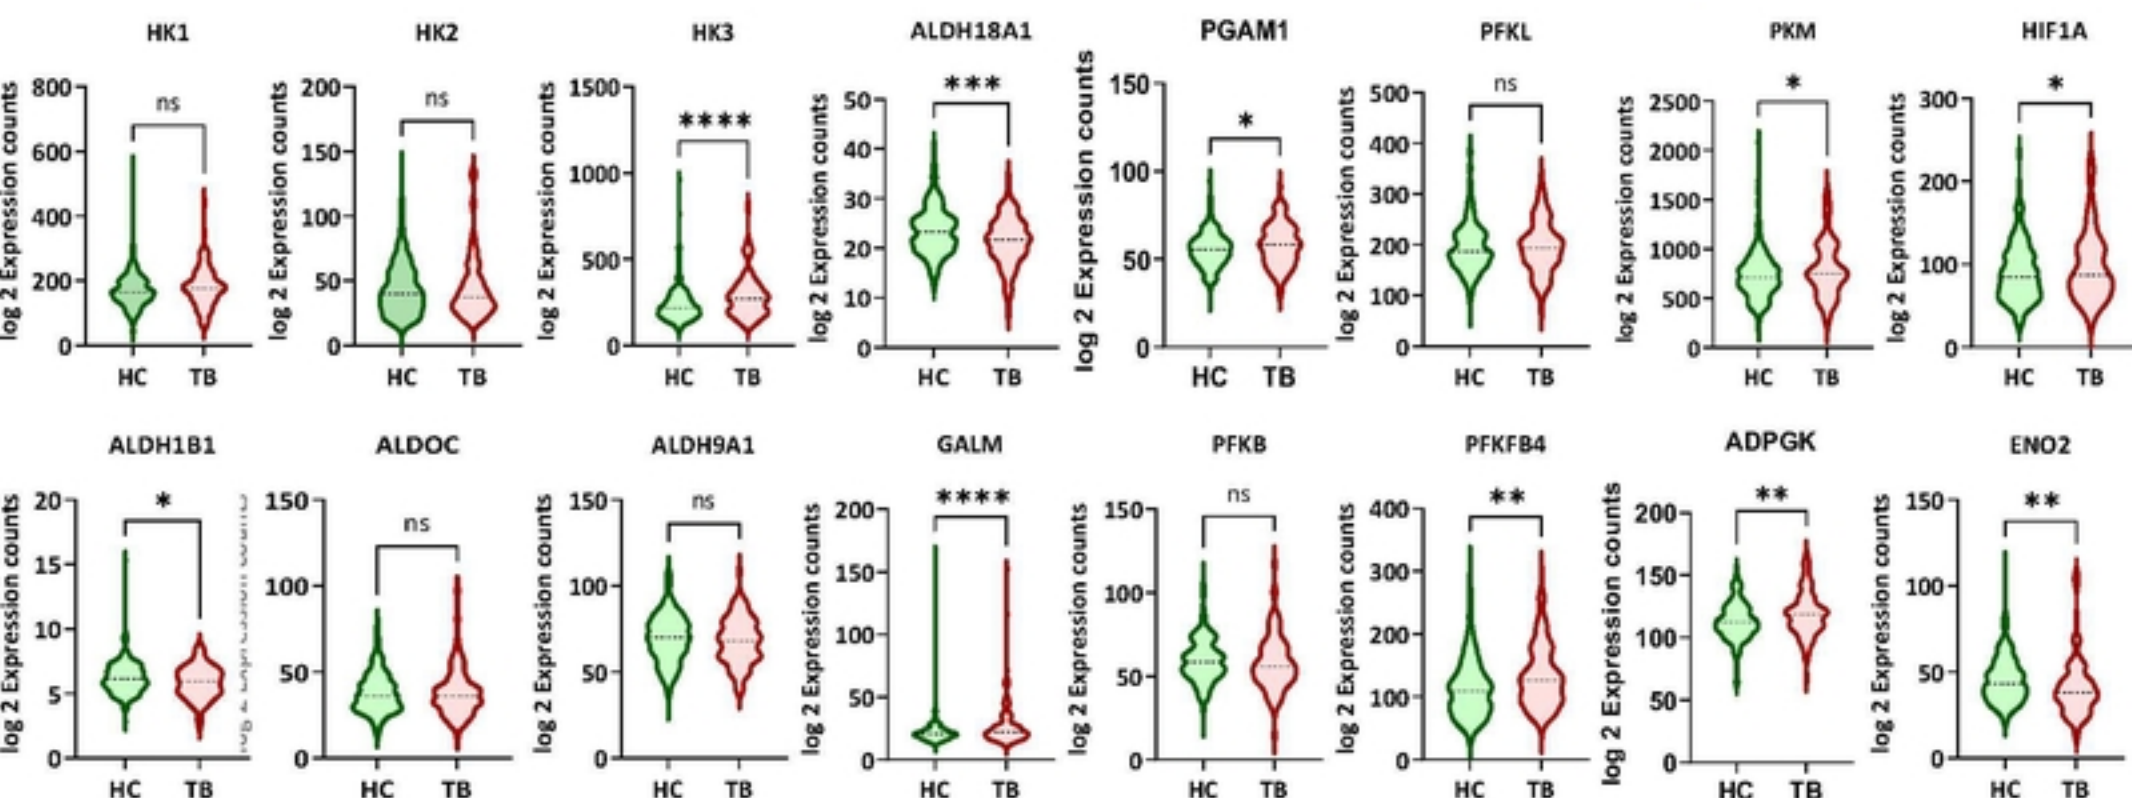 HK1
log 2 Expression counts
800
600
400
200
0
ns
HC TB
HK2
log 2 Expression counts
200
150
100
50
0
ns
HC TB
HK3
log 2 Expression counts
1500
1000
500
0
****
HC TB
ALDH18A1
log 2 Expression counts
50
40
30
20
10
0
***
HC TB
PGAM1
log 2 Expression counts
150
100
50
0
*
HC TB
PFKL
log 2 Expression counts
500
400
300
200
100
0
ns
HC TB
PKM
log 2 Expression counts
2500
2000
1500
1000
500
0
*
HC TB
HIF1A
log 2 Expression counts
300
200
100
0
*
HC TB
ALDH1B1
log 2 Expression counts
20
15
10
5
0
*
HC TB
ALDOC
150
100
50
0
ns
HC TB
ALDH9A1
log 2 Expression counts
150
100
50
0
ns
HC TB
GALM
log 2 Expression counts
200
150
100
50
0
****
HC TB
PFKB
log 2 Expression counts
150
100
50
0
ns
HC TB
PFKFB4
log 2 Expression counts
400
300
200
100
0
**
HC TB
ADPGK
log 2 Expression counts
200
150
100
50
0
**
HC TB
ENO2
log 2 Expression counts
150
100
50
0
**
HC TB